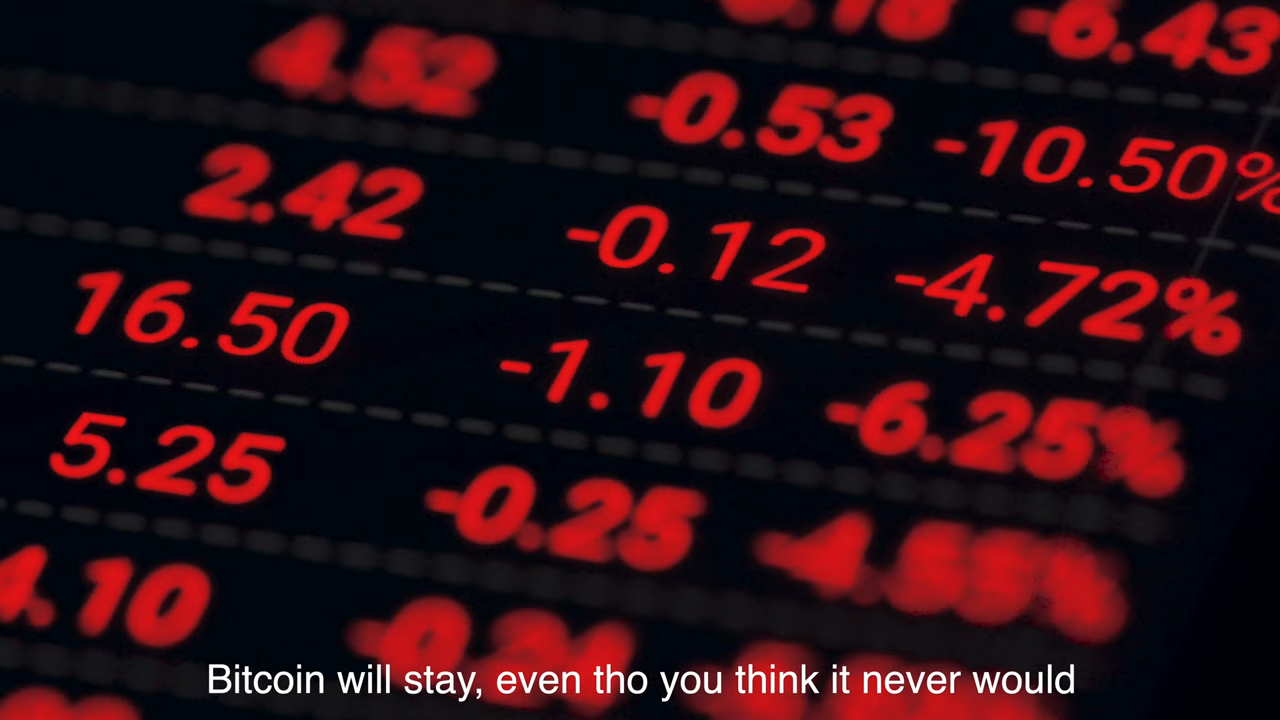 -6.43
4.52 -0.53 -10.50%
2.42 -0.12 -4.72%
16.50 -1.10 -6.25%
5.25 -0.25
4.10
Bitcoin will stay, even tho you think it never would